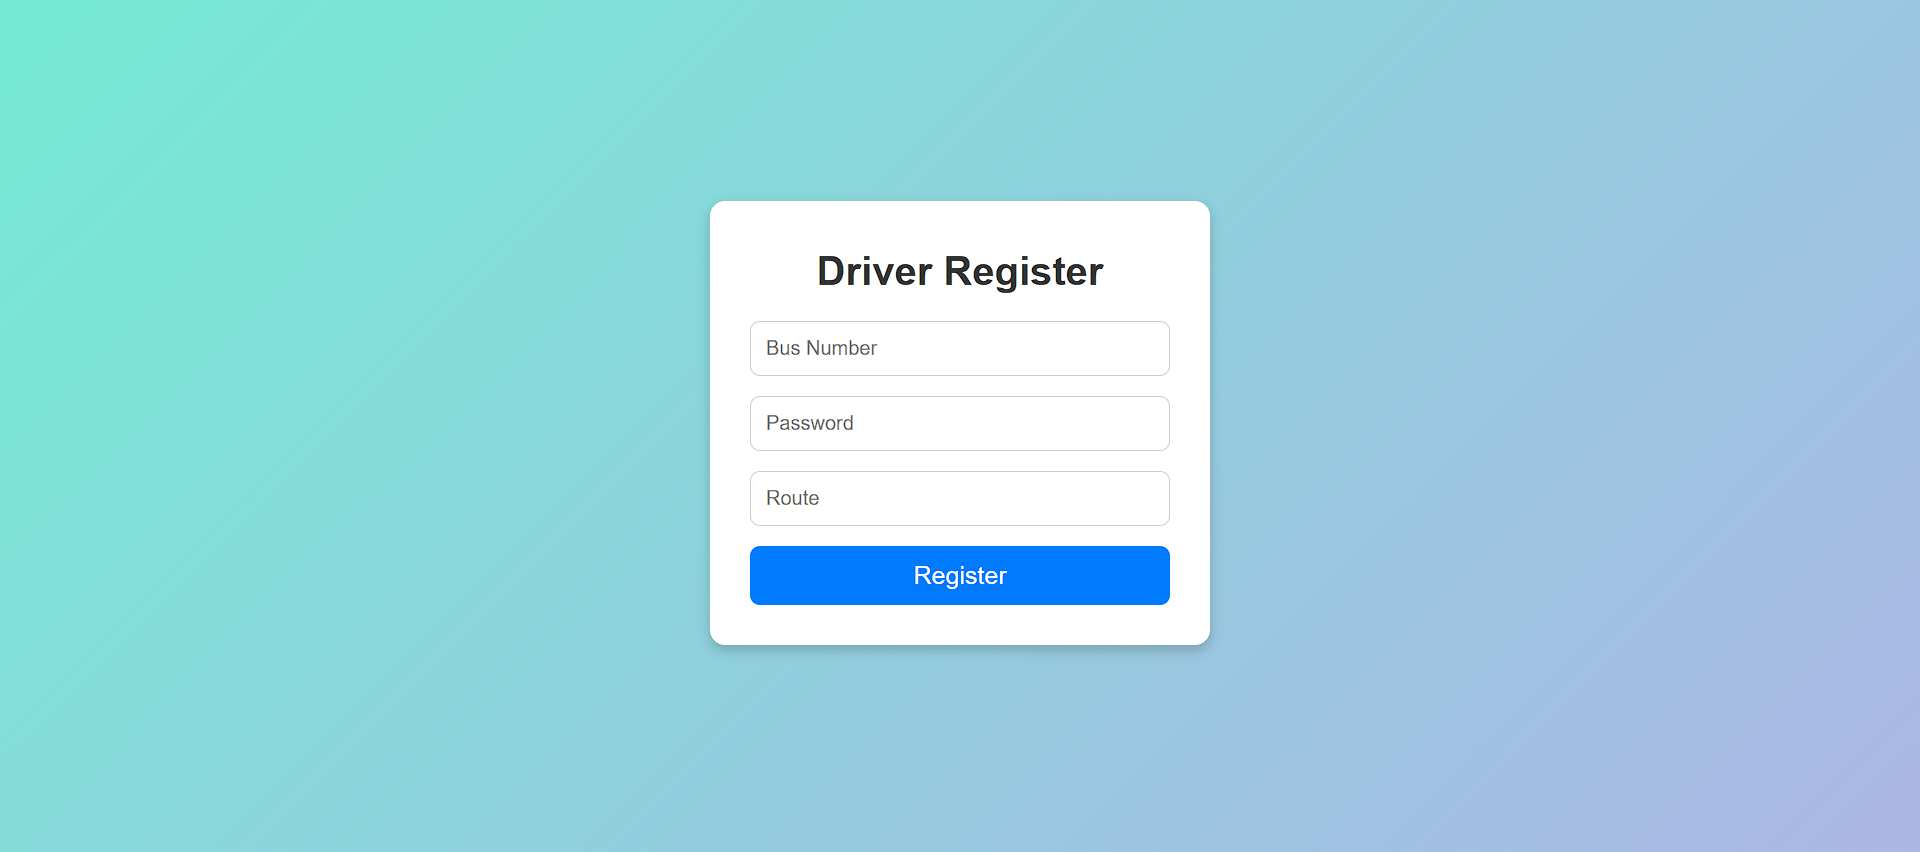 Driver Register
Bus Number
Password
Route
Register